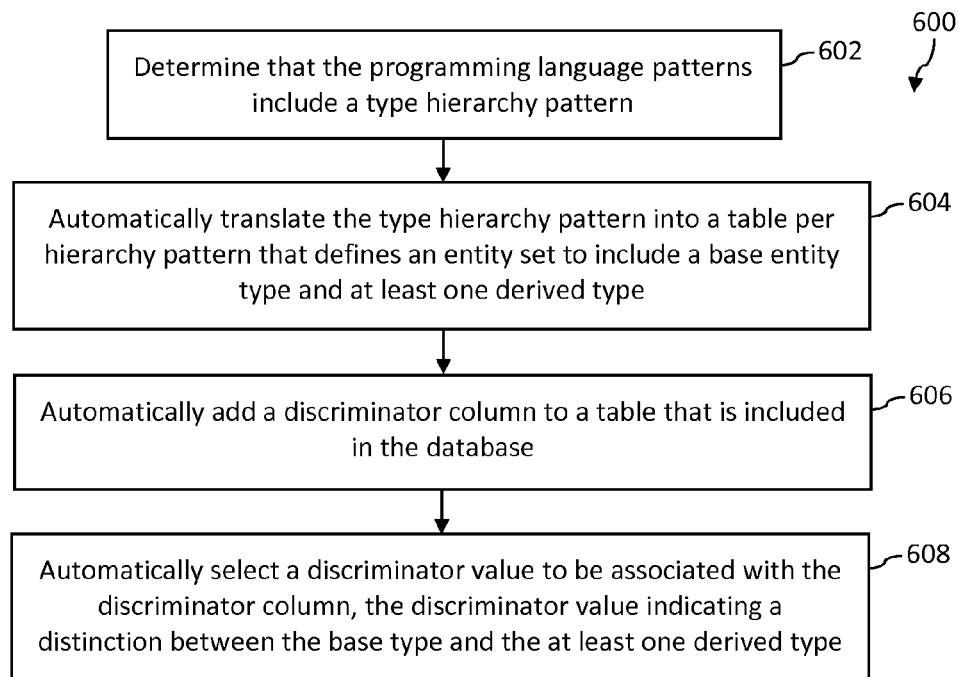 600
602
Determine that the programming language patterns
include a type hierarchy pattern
604
Automatically translate the type hierarchy pattern into a table per
hierarchy pattern that defines an entity set to include a base entity
type and at least one derived type
606
Automatically add a discriminator column to a table that is included
in the database
608
Automatically select a discriminator value to be associated with the
discriminator column, the discriminator value indicating a
distinction between the base type and the at least one derived type